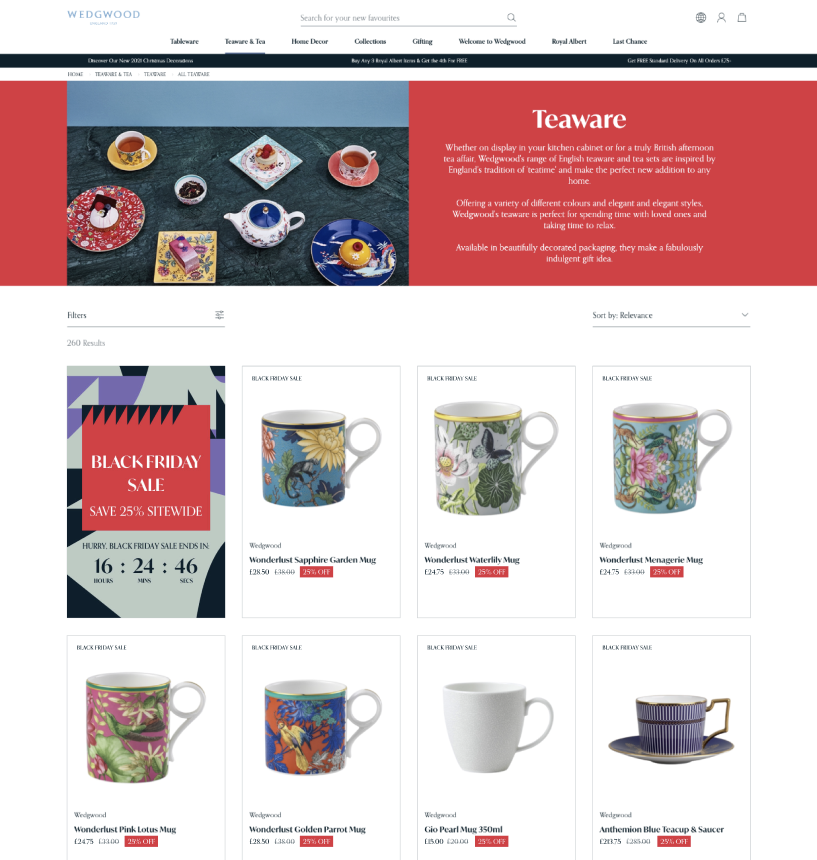 WEDGWOOD
ENGLAND 1759
Search for your new favourites
Tableware
Teaware & Tea
Home Decor
Collections
Gifting
Welcome to Wedgwood
Royal Albert
Last Chance
Discover Our New 2023 Christmas Decorations
Buy Any 3 Royal Albert Items & Get the 4th For FREE
Get FREE Standard Delivery On All Orders £25-
HOME TEAWARE & TEA TEAWARE ALL TEAWARE
Teaware
Whether on display in your kitchen cabinet or for a truly British afternoon
tea affair, Wedgwood's range of English teaware and tea sets are inspired by
England's tradition of 'teatime' and make the perfect new addition to any
home.
Offering a variety of different colours and elegant and elegant styles,
Wedgwood's teaware is perfect for spending time with loved ones and
taking time to relax.
Available in beautifully decorated packaging, they make a fabulously
indulgent gift idea.
Filters
Sort by: Relevance
260 Results
BLACK FRIDAY
SALE
SAVE 25% SITEWIDE
HURRY, BLACK FRIDAY SALE ENDS IN:
16 : 24 : 46
HOURS MINS SECS
BLACK FRIDAY SALE
Wedgwood
Wonderlust Sapphire Garden Mug
£28.50 £38.00 25% OFF
BLACK FRIDAY SALE
Wedgwood
Wonderlust Waterlily Mug
£24.75 £33.00 25% OFF
BLACK FRIDAY SALE
Wedgwood
Wonderlust Menagerie Mug
£24.75 £33.00 25% OFF
BLACK FRIDAY SALE
Wedgwood
Wonderlust Pink Lotus Mug
£24.75 £33.00 25% OFF
BLACK FRIDAY SALE
Wedgwood
Wonderlust Golden Parrot Mug
£28.50 £38.00 25% OFF
BLACK FRIDAY SALE
Wedgwood
Gio Pearl Mug 350ml
£15.00 £20.00 25% OFF
BLACK FRIDAY SALE
Wedgwood
Anthemion Blue Teacup & Saucer
£213.75 £285.00 25% OFF